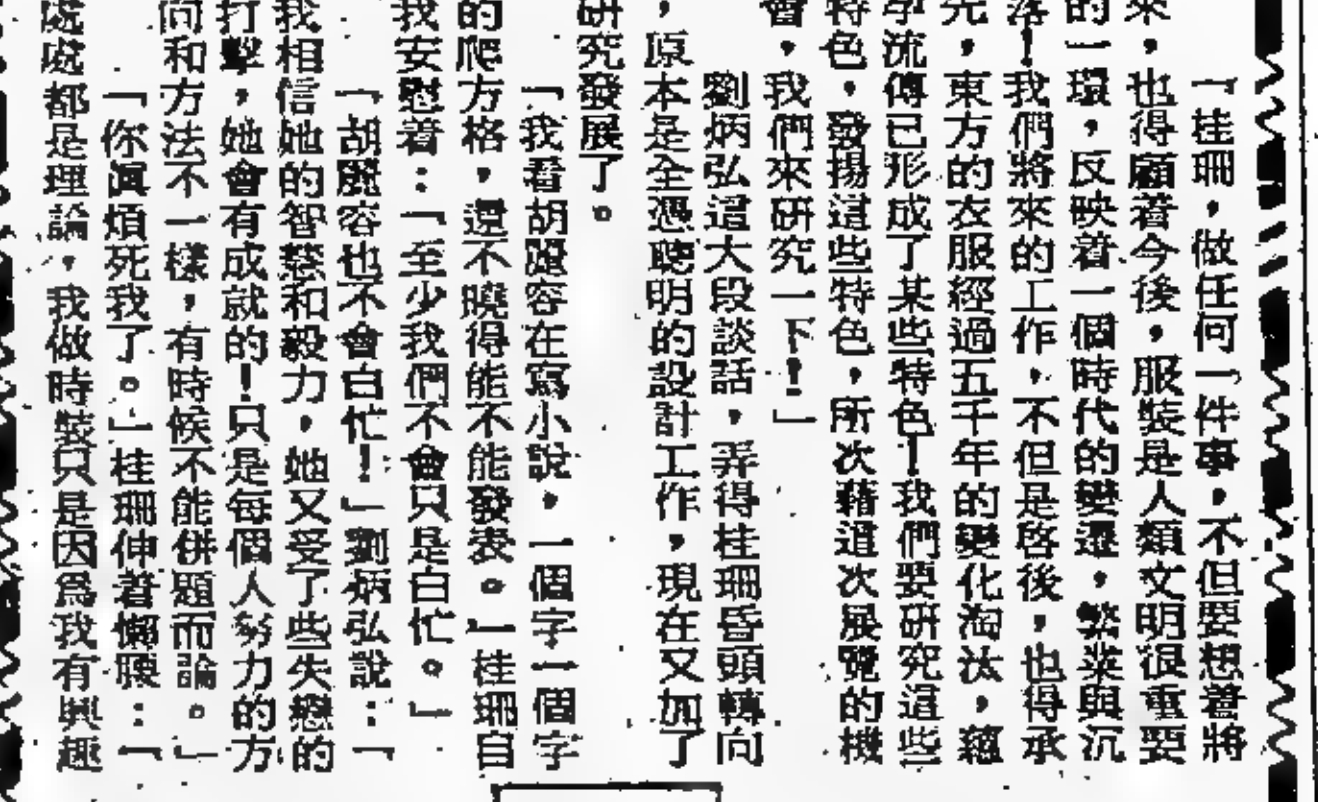 「桂珊，做任何一件事，不但要想着將
來，也得顧着今後，服裝是人類文明很重要
的一環，反映着一個時代的變遷，繁榮與沉
落！我們將來的工作，不但是啓後，也得承
先，東方的衣服經過五千年的變化淘汰，蘊
孕流傳已形成了某些特色！我們要研究這些
特色，發揚這些特色，所次藉這次展覽的機
會，我們來研究一下！」
劉炳弘這大段談話，弄得桂珊昏頭轉向
，原本是全憑聰明的設計工作，現在又加了
研究發展了。
「我看胡麗容在寫小說，一個字一個字
的爬方格，還不曉得能不能發表。」桂珊自
我安慰着：「至少我們不會只是白忙。」
「胡麗容也不會白忙！」劉炳弘說：「
我相信她的智慧和毅力，她又受了些失戀的
打擊，她會有成就的！只是每個人努力的方
向和方法不一樣，有時候不能併題而論。」
「你眞煩死我了。」桂珊伸着懶腰：「
處處都是理論，我做時裝只是因爲我有興趣